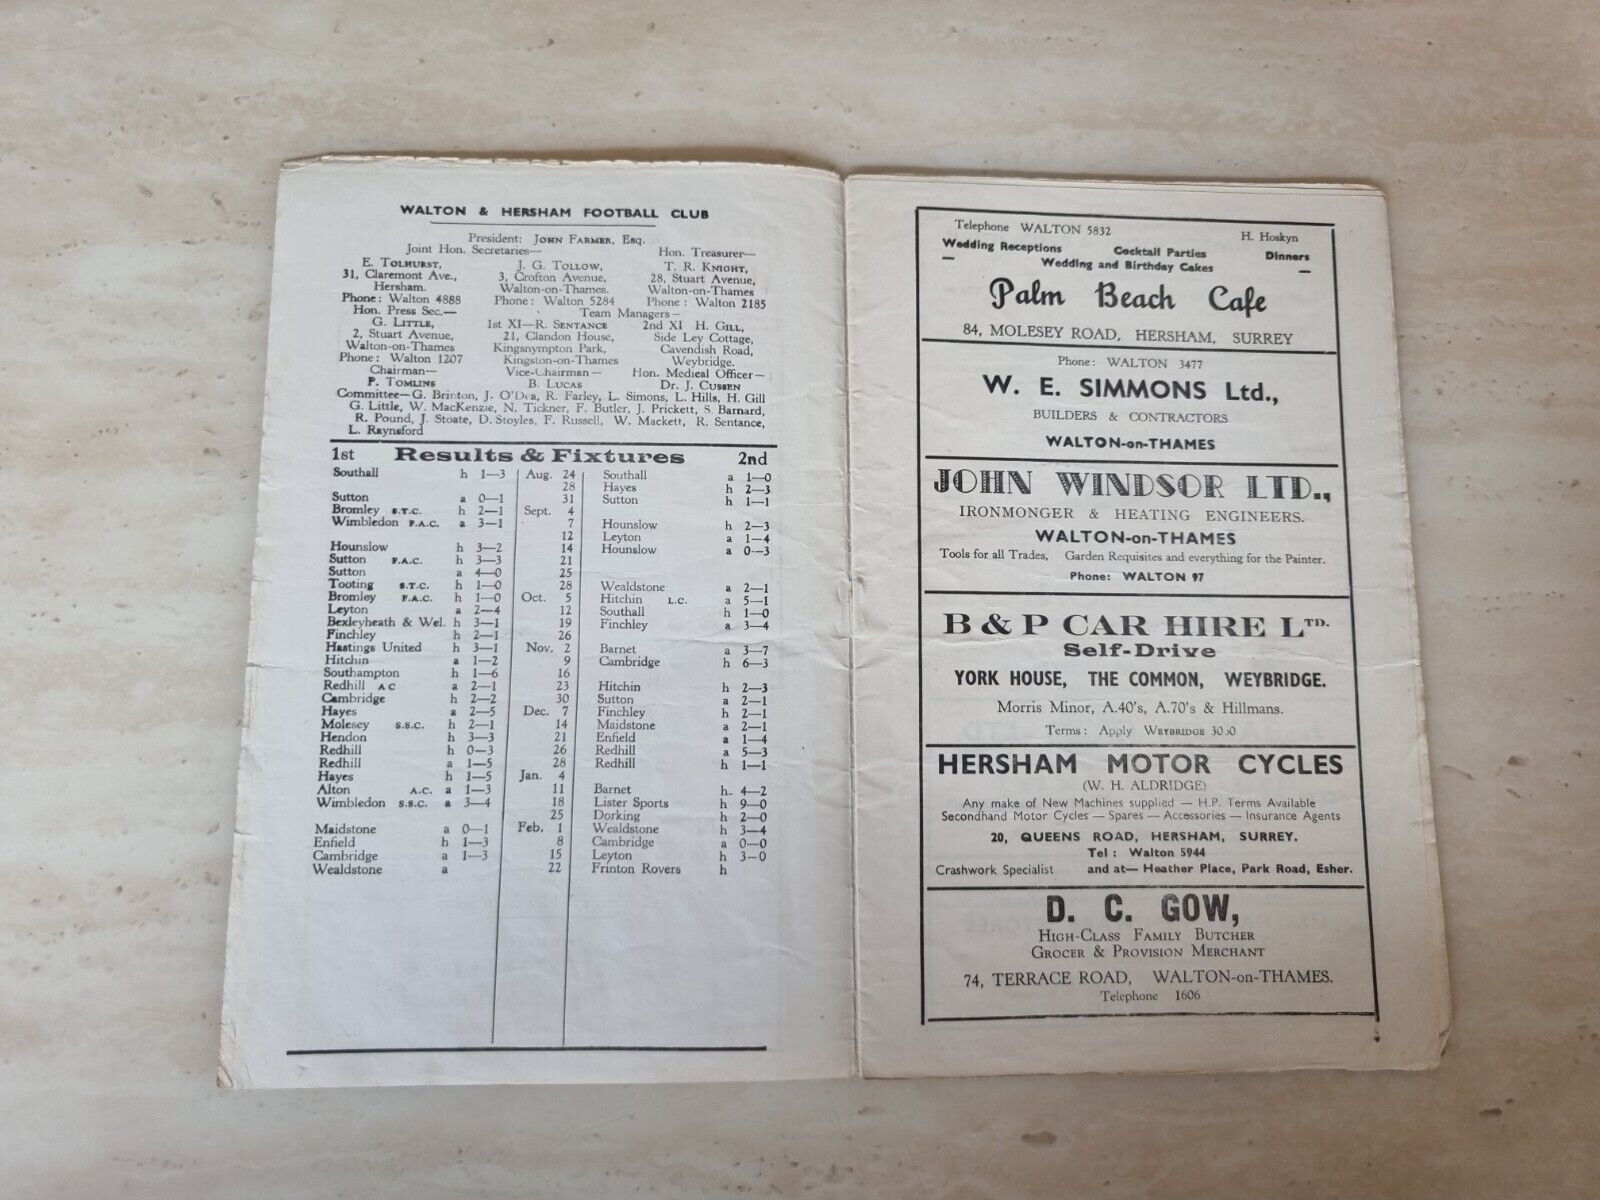 WALTON & HERSHAM FOOTBALL CLUB
President: JOHN FARMER, Esq.
Joint Hon. Secretaries— Hon. Treasurer—
E. TOLHURST, J. G. TOLLOW, T. R. KNIGHT,
31, Claremont Ave., 3, Crofton Avenue, 28, Stuart Avenue,
Hersham. Walton-on-Thames. Walton-on-Thames
Phone: Walton 4888 Phone: Walton 5284 Phone: Walton 2185
Hon. Press Sec.— Team Managers—
G. LITTLE, 1st XI—R. SENTANCE 2nd XI H. GILL,
2, Stuart Avenue, 21, Clandon House, Side Ley Cottage,
Walton-on-Thames Kingsnympton Park, Cavendish Road,
Phone: Walton 1207 Kingston-on-Thames Weybridge.
Chairman— Vice-Chairman— Hon. Medical Officer—
P. TOMLINS B. LUCAS Dr. J. CUSSEN
Committee—G. Brinton, J. O'Dea, R. Farley, L. Simons, L. Hills, H. Gill
G. Little, W. MacKenzie, N. Tickner, F. Butler, J. Prickett, S. Barnard,
R. Pound, J. Stoate, D. Stoyles, F. Russell, W. Mackett, R. Sentance,
L. Raynsford
1st Results & Fixtures 2nd
Southall h 1—3 Aug. 24 Southall a 1—0
28 Hayes h 2—3
Sutton a 0—1 31 Sutton h 1—1
Bromley S.T.C. h 2—1 Sept. 4
Wimbledon F.A.C. a 3—1 7 Hounslow h 2—3
12 Leyton a 1—4
Hounslow h 3—2 14 Hounslow a 0—3
Sutton F.A.C. h 3—3 21
Sutton a 4—0 25
Tooting S.T.C. h 1—0 28 Wealdstone a 2—1
Bromley F.A.C. h 1—0 Oct. 5 Hitchin L.C. a 5—1
Leyton a 2—4 12 Southall h 1—0
Bexleyheath & Wel. h 3—1 19 Finchley a 3—4
Finchley h 2—1 26
Hastings United h 3—1 Nov. 2 Barnet a 3—7
Hitchin a 1—2 9 Cambridge h 6—3
Southampton h 1—6 16
Redhill A C a 2—1 23 Hitchin h 2—3
Cambridge h 2—2 30 Sutton a 2—1
Hayes a 2—5 Dec. 7 Finchley h 2—1
Molesey S.S.C. h 2—1 14 Maidstone a 2—1
Hendon h 3—3 21 Enfield a 1—4
Redhill h 0—3 26 Redhill a 5—3
Redhill a 1—5 28 Redhill h 1—1
Hayes h 1—5 Jan. 4
Alton A.C. a 1—3 11 Barnet h 4—2
Wimbledon S.S.C. a 3—4 18 Lister Sports h 9—0
25 Dorking h 2—0
Maidstone a 0—1 Feb. 1 Wealdstone h 3—4
Enfield h 1—3 8 Cambridge a 0—0
Cambridge a 1—3 15 Leyton h 3—0
Wealdstone a 22 Frinton Rovers h
Telephone WALTON 5832 H. Hoskyn
Wedding Receptions Cocktail Parties Dinners
— Wedding and Birthday Cakes —
Palm Beach Cafe
84, MOLESEY ROAD, HERSHAM, SURREY
Phone: WALTON 3477
W. E. SIMMONS Ltd.,
BUILDERS & CONTRACTORS
WALTON-on-THAMES
JOHN WINDSOR LTD.,
IRONMONGER & HEATING ENGINEERS.
WALTON-on-THAMES
Tools for all Trades, Garden Requisites and everything for the Painter.
Phone: WALTON 97
B & P CAR HIRE LTD.
Self-Drive
YORK HOUSE, THE COMMON, WEYBRIDGE.
Morris Minor, A.40's, A.70's & Hillmans.
Terms: Apply WEYBRIDGE 3050
HERSHAM MOTOR CYCLES
(W. H. ALDRIDGE)
Any make of New Machines supplied — H.P. Terms Available
Secondhand Motor Cycles — Spares — Accessories — Insurance Agents
20, QUEENS ROAD, HERSHAM, SURREY.
Tel: Walton 5944
Crashwork Specialist and at— Heather Place, Park Road, Esher.
D. C. GOW,
HIGH-CLASS FAMILY BUTCHER
GROCER & PROVISION MERCHANT
74, TERRACE ROAD, WALTON-on-THAMES.
Telephone 1606